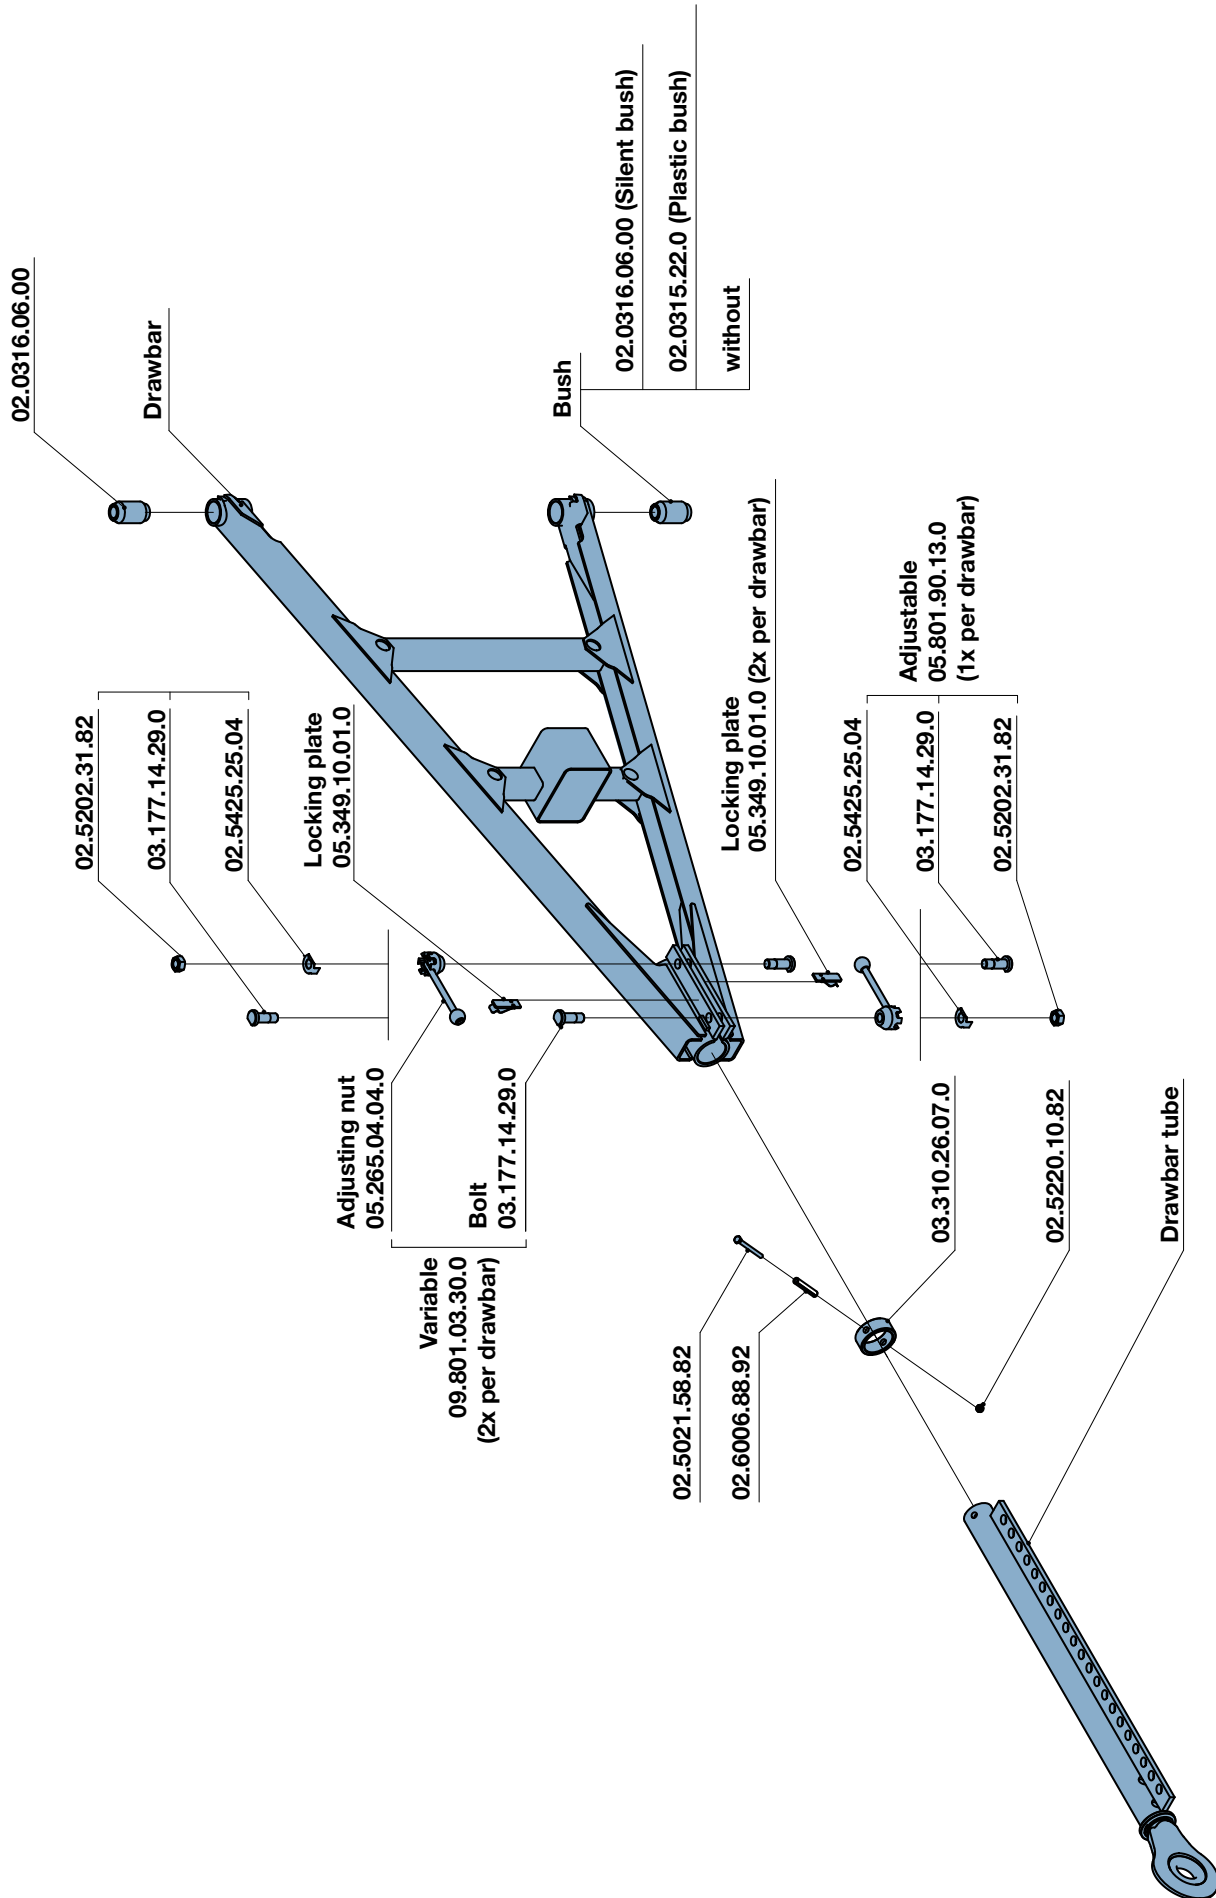 02.0316.06.00
Drawbar
Bush
02.0316.06.00 (Silent bush)
02.0315.22.0 (Plastic bush)
without
02.5202.31.82
03.177.14.29.0
02.5425.25.04
Locking plate
05.349.10.01.0
Locking plate
05.349.10.01.0 (2x per drawbar)
Adjustable
05.801.90.13.0
(1x per drawbar)
02.5425.25.04
03.177.14.29.0
02.5202.31.82
Adjusting nut
05.265.04.04.0
Bolt
03.177.14.29.0
Variable
09.801.03.30.0
(2x per drawbar)
02.5021.58.82
02.6006.88.92
03.310.26.07.0
02.5220.10.82
Drawbar tube